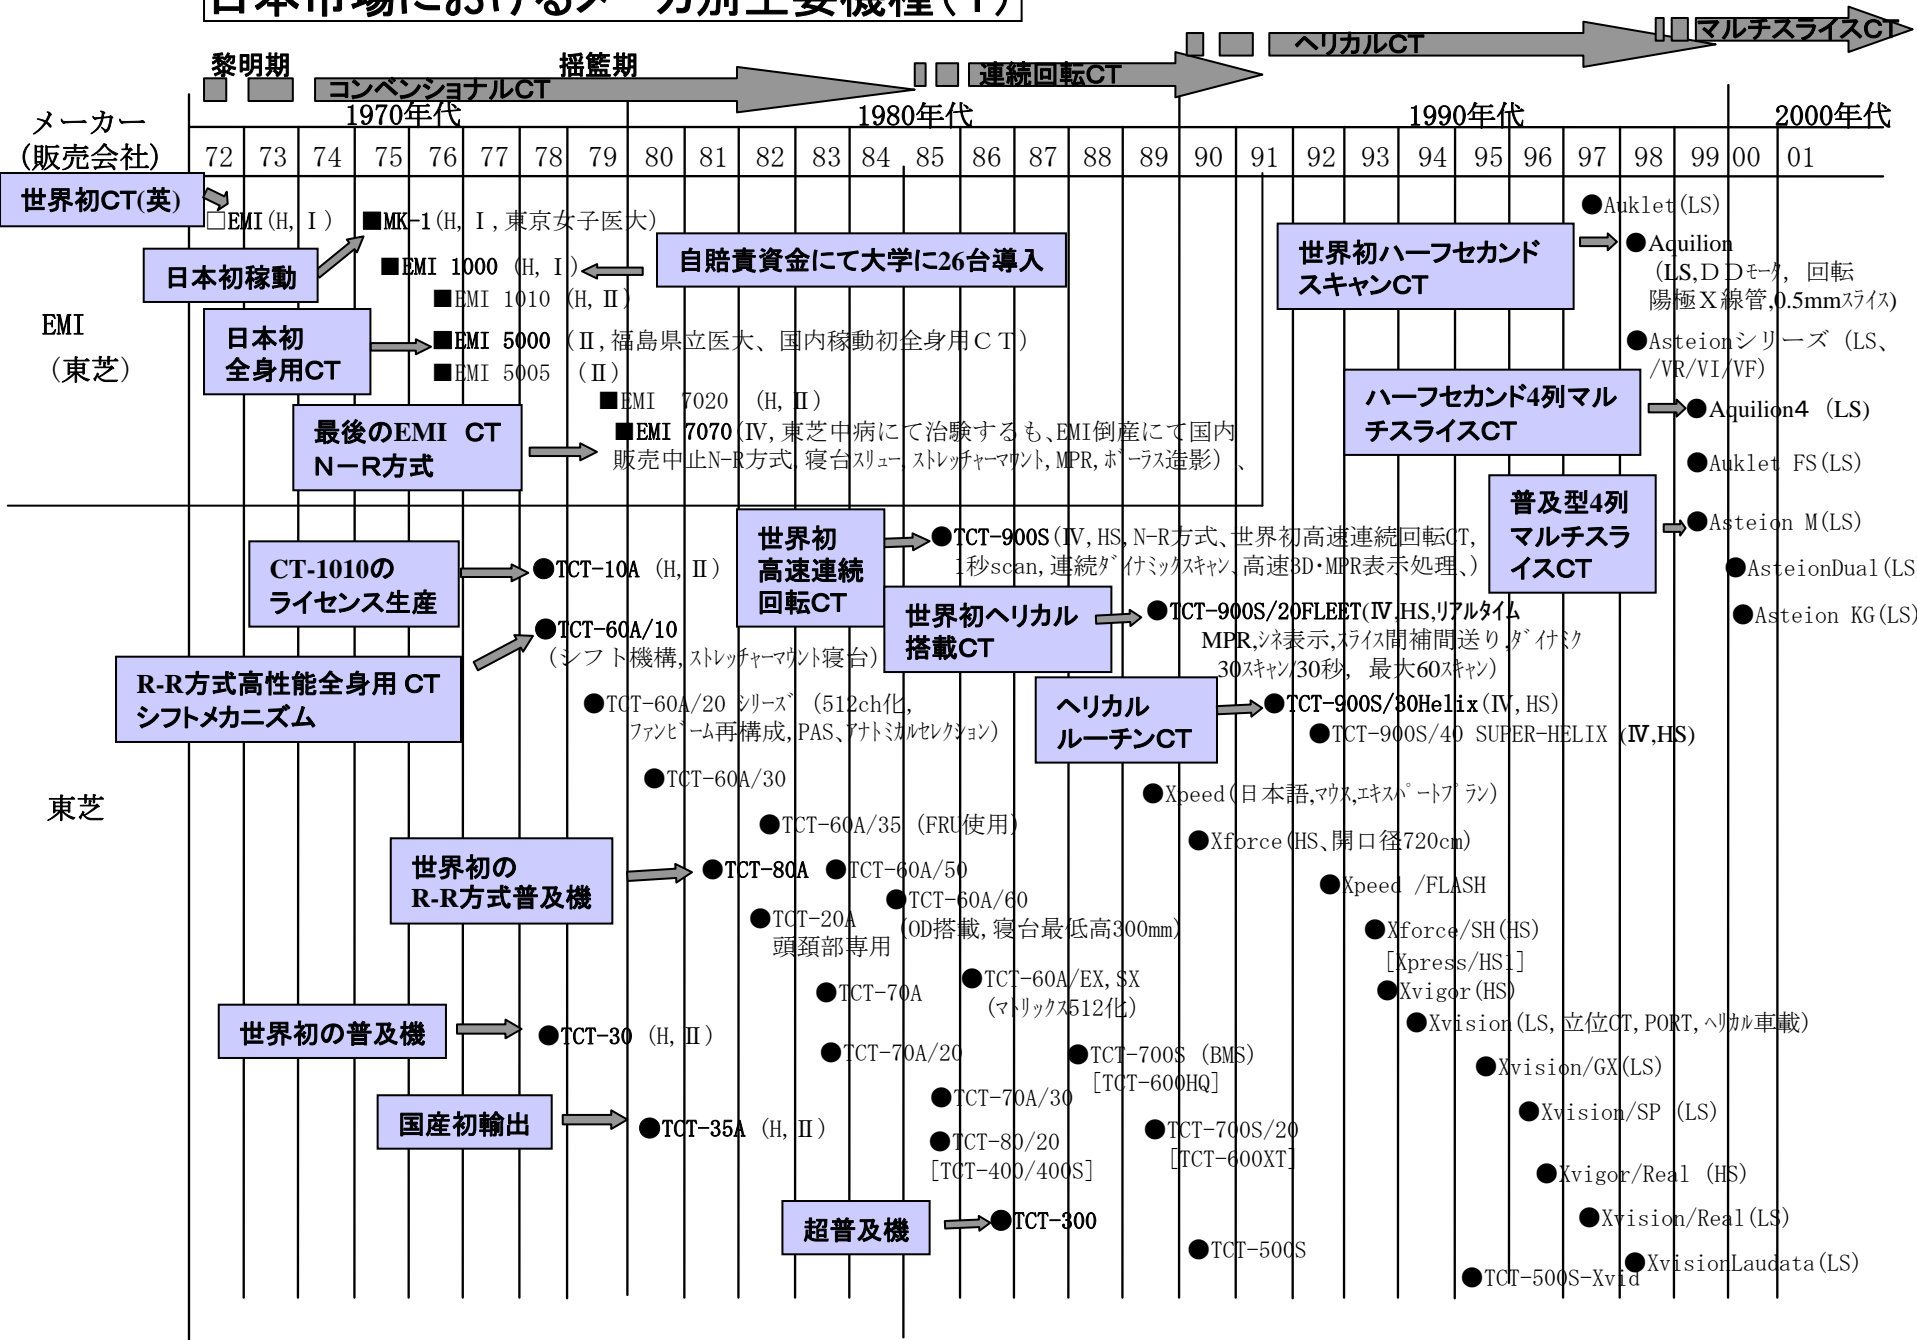 日本市場におけるメーカ別主要機種(1)
マルチスライスCT
ヘリカルCT
黎明期
揺籃期
連続回転CT
コンベンショナルCT
1970年代
1980年代
1990年代
2000年代
メーカー
(販売会社)
72 73 74 75 76 77 78 79 80 81 82 83 84 85 86 87 88 89 90 91 92 93 94 95 96 97 98 99 00 01
世界初CT(英)
□EMI(H,Ⅰ)
■MK-1(H,Ⅰ,東京女子医大)
日本初稼動
■EMI 1000 (H,Ⅰ)
自賠責資金にて大学に26台導入
■EMI 1010 (H,Ⅱ)
EMI
(東芝)
日本初
全身用CT
■EMI 5000 (Ⅱ,福島県立医大、国内稼動初全身用CT)
■EMI 5005 (Ⅱ)
■EMI 7020 (H,Ⅱ)
最後のEMI CT
N-R方式
■EMI 7070(Ⅳ,東芝中病にて治験するも、EMI倒産にて国内
販売中止N-R方式,寝台スリュー,ストレッチャーマウント,MPR,ボーラス造影)、
●Auklet(LS)
世界初ハーフセカンド
スキャンCT
●Aquilion
(LS,DDモータ, 回転
陽極X線管,0.5mmスライス)
●Asteionシリーズ (LS、
/VR/VI/VF)
ハーフセカンド4列マル
チスライスCT
●Aquilion4 (LS)
●Auklet FS(LS)
普及型4列
マルチスラ
イスCT
●Asteion M(LS)
●AsteionDual(LS
●Asteion KG(LS)
東芝
CT-1010の
ライセンス生産
●TCT-10A (H,Ⅱ)
世界初
高速連続
回転CT
●TCT-900S(Ⅳ,HS,N-R方式、世界初高速連続回転CT,
1秒scan,連続ダイナミックスキャン、高速3D・MPR表示処理、)
世界初ヘリカル
搭載CT
●TCT-900S/20FLEET(Ⅳ,HS,リアルタイム
MPR,シネ表示,スライス間補間送り,ダイナミク
30スキャン/30秒, 最大60スキャン)
R-R方式高性能全身用CT
シフトメカニズム
●TCT-60A/10
(シフト機構,ストレッチャーマウント寝台)
●TCT-60A/20 シリーズ (512ch化,
ファンビーム再構成,PAS、アナトミカルセレクション)
ヘリカル
ルーチンCT
●TCT-900S/30Helix(Ⅳ,HS)
●TCT-900S/40 SUPER-HELIX (Ⅳ,HS)
●TCT-60A/30
●Xpeed(日本語,マウス,エキスパートプラン)
●TCT-60A/35 (FRU使用)
●Xforce(HS、開口径720cm)
世界初の
R-R方式普及機
●TCT-80A
●TCT-60A/50
●Xpeed /FLASH
●TCT-60A/60
(OD搭載,寝台最低高300mm)
●TCT-20A
頭頚部専用
●Xforce/SH(HS)
[Xpress/HS1]
●TCT-60A/EX,SX
(マトリックス512化)
●TCT-70A
●Xvigor(HS)
世界初の普及機
●TCT-30 (H,Ⅱ)
●Xvision(LS,立位CT,PORT,ヘリカル車載)
●TCT-70A/20
●TCT-700S (BMS)
[TCT-600HQ]
●Xvision/GX(LS)
●TCT-70A/30
国産初輸出
●TCT-35A (H,Ⅱ)
●Xvision/SP (LS)
●TCT-80/20
[TCT-400/400S]
●TCT-700S/20
[TCT-600XT]
●Xvigor/Real (HS)
超普及機
●TCT-300
●Xvision/Real(LS)
●TCT-500S
●XvisionLaudata(LS)
●TCT-500S-Xvid